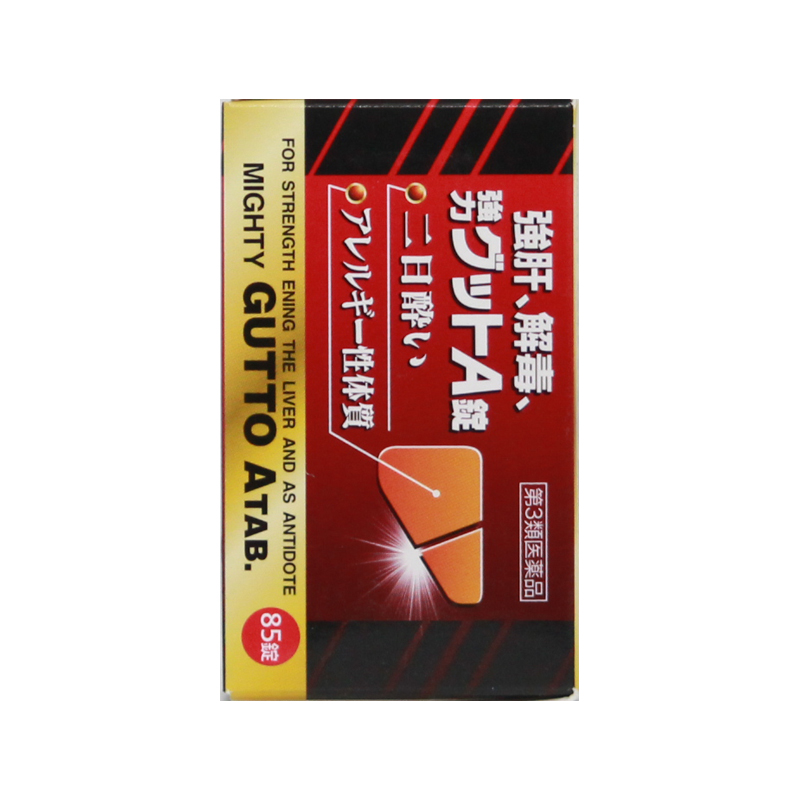 強肝、解毒、
強力グットA錠
二日酔い
アレルギー性体質
第3類医薬品
FOR STRENGTH ENING THE LIVER AND AS ANTIDOTE
MIGHTY GUTTO ATAB.
85錠